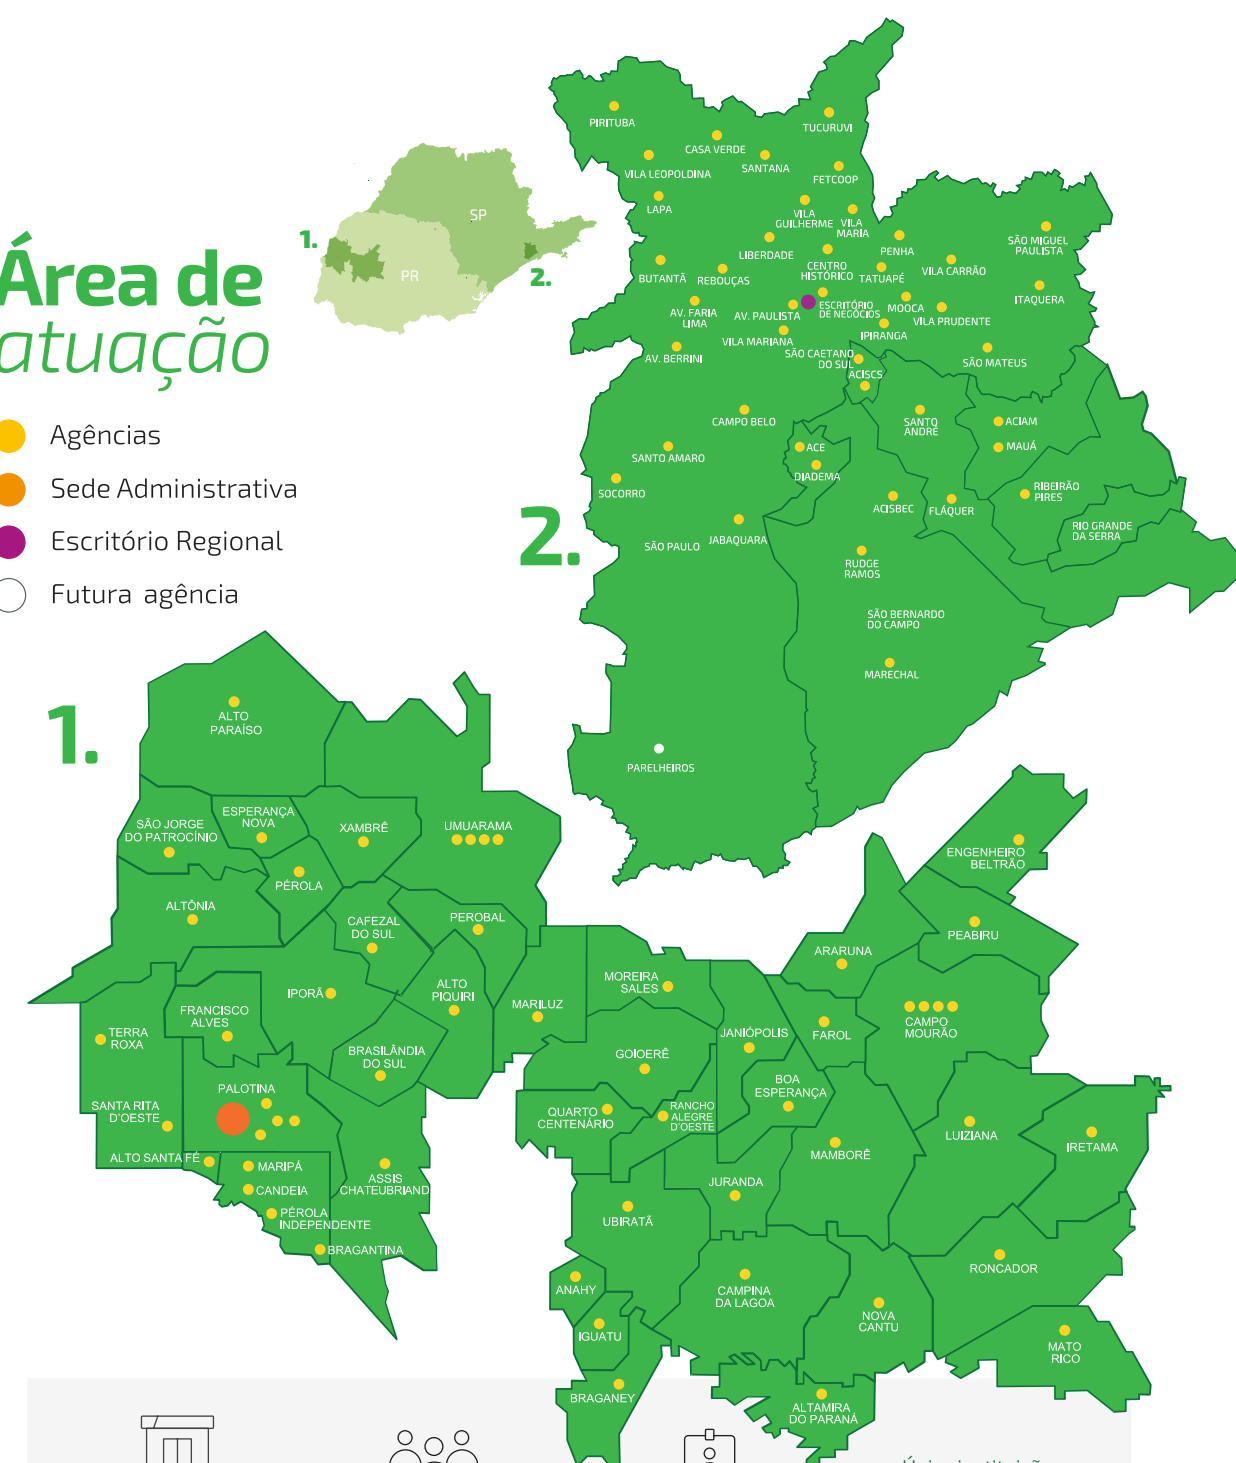 Área de
atuação
Agências
Sede Administrativa
Escritório Regional
Futura agência
1.
SP
PR
2.
2.
PIRITUBA
TUCURUVI
CASA VERDE
SANTANA
VILA LEOPOLDINA
FETCOOP
LAPA
VILA
GUILHERME
VILA
MARIA
LIBERDADE
PENHA
SÃO MIGUEL
PAULISTA
BUTANTÃ
REBOUÇAS
CENTRO
HISTÓRICO
TATUAPÉ
VILA CARRÃO
ITAQUERA
AV. FARIA
LIMA
AV. PAULISTA
ESCRITÓRIO
DE NEGÓCIOS
MOOCA
VILA PRUDENTE
VILA MARIANA
IPIRANGA
AV. BERRINI
SÃO CAETANO
DO SUL
SÃO MATEUS
ACISCS
CAMPO BELO
SANTO
ANDRÉ
ACIAM
SANTO AMARO
ACE
MAUÁ
DIADEMA
SOCORRO
RIBEIRÃO
PIRES
ACISBEC
FLÁQUER
RIO GRANDE
DA SERRA
SÃO PAULO
JABAQUARA
RUDGE
RAMOS
SÃO BERNARDO
DO CAMPO
MARECHAL
PARELHEIROS
1.
ALTO
PARAÍSO
SÃO JORGE
DO PATROCÍNIO
ESPERANÇA
NOVA
XAMBRÊ
UMUARAMA
PÉROLA
ALTÔNIA
CAFEZAL
DO SUL
PEROBAL
IPORÃ
ALTO
PIQUIRI
MARILUZ
FRANCISCO
ALVES
TERRA
ROXA
BRASILÂNDIA
DO SUL
PALOTINA
SANTA RITA
D'OESTE
ALTO SANTA FÉ
MARIPÁ
CANDEIA
PÉROLA
INDEPENDENTE
BRAGANTINA
ASSIS
CHATEUBRIAND
ENGENHEIRO
BELTRÃO
PEABIRU
ARARUNA
MOREIRA
SALES
CAMPO
MOURÃO
JANIÓPOLIS
FAROL
GOIOERÊ
BOA
ESPERANÇA
QUARTO
CENTENÁRIO
RANCHO
ALEGRE
D'OESTE
LUIZIANA
IRETAMA
MAMBORÊ
JURANDA
UBIRATÃ
RONCADOR
ANAHY
CAMPINA
DA LAGOA
NOVA
CANTU
IGUATU
MATO
RICO
BRAGANEY
ALTAMIRA
DO PARANÁ